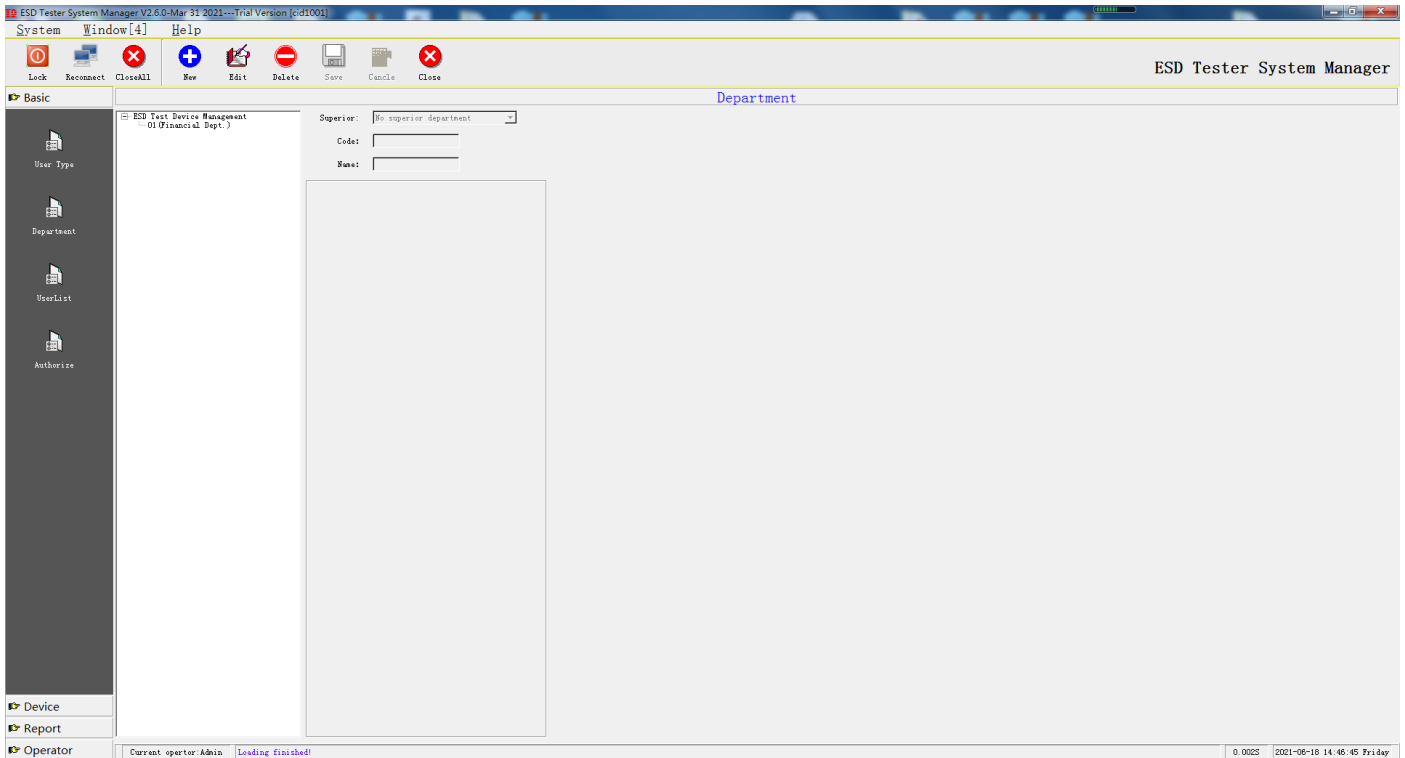 ESD Tester System Manager V2.6.0-Mar 31 2021---Trial Version [cid1001]
System Window[4] Help
Lock Reconnect CloseAll New Edit Delete Save Cancle Close
ESD Tester System Manager
Basic
Department
User Type
Department
UserList
Authorize
ESD Test Device Management
01(Financial Dept.)
Superior: No superior department
Code:
Name:
Device
Report
Operator
Current opertor:Admin Loading finished! 0.002S 2021-06-18 14:46:45 Friday